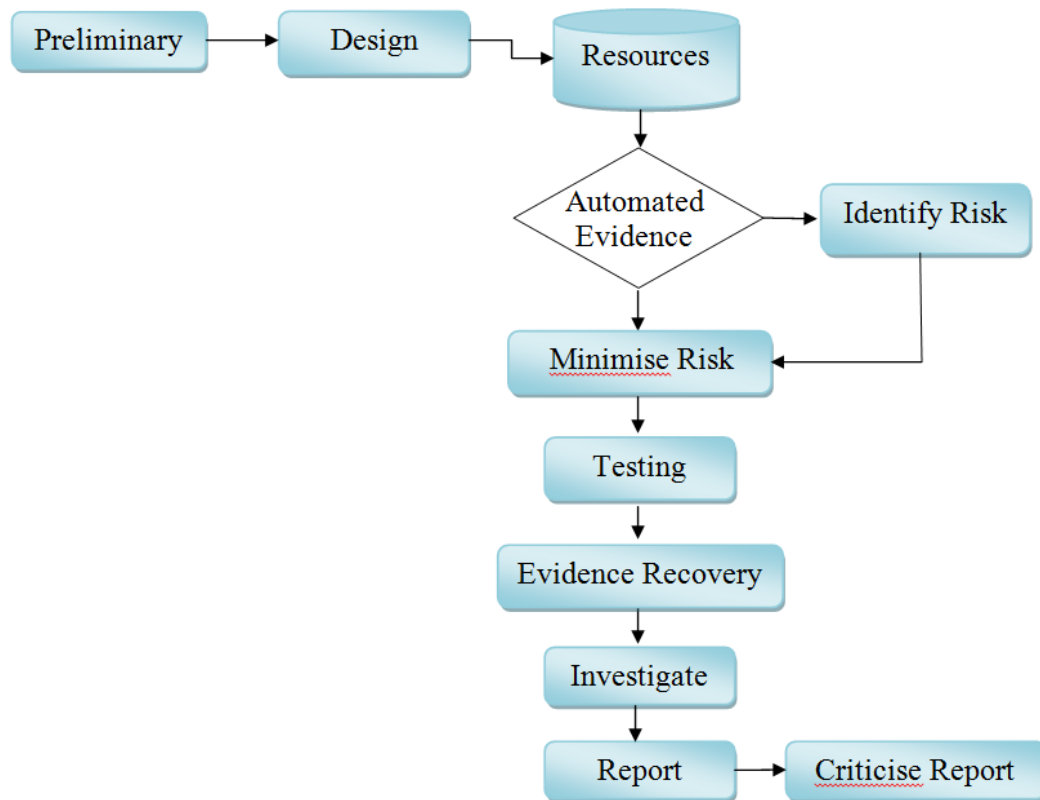 Preliminary
Design
Resources
Automated
Evidence
Identify Risk
Minimise Risk
Testing
Evidence Recovery
Investigate
Report
Criticise Report